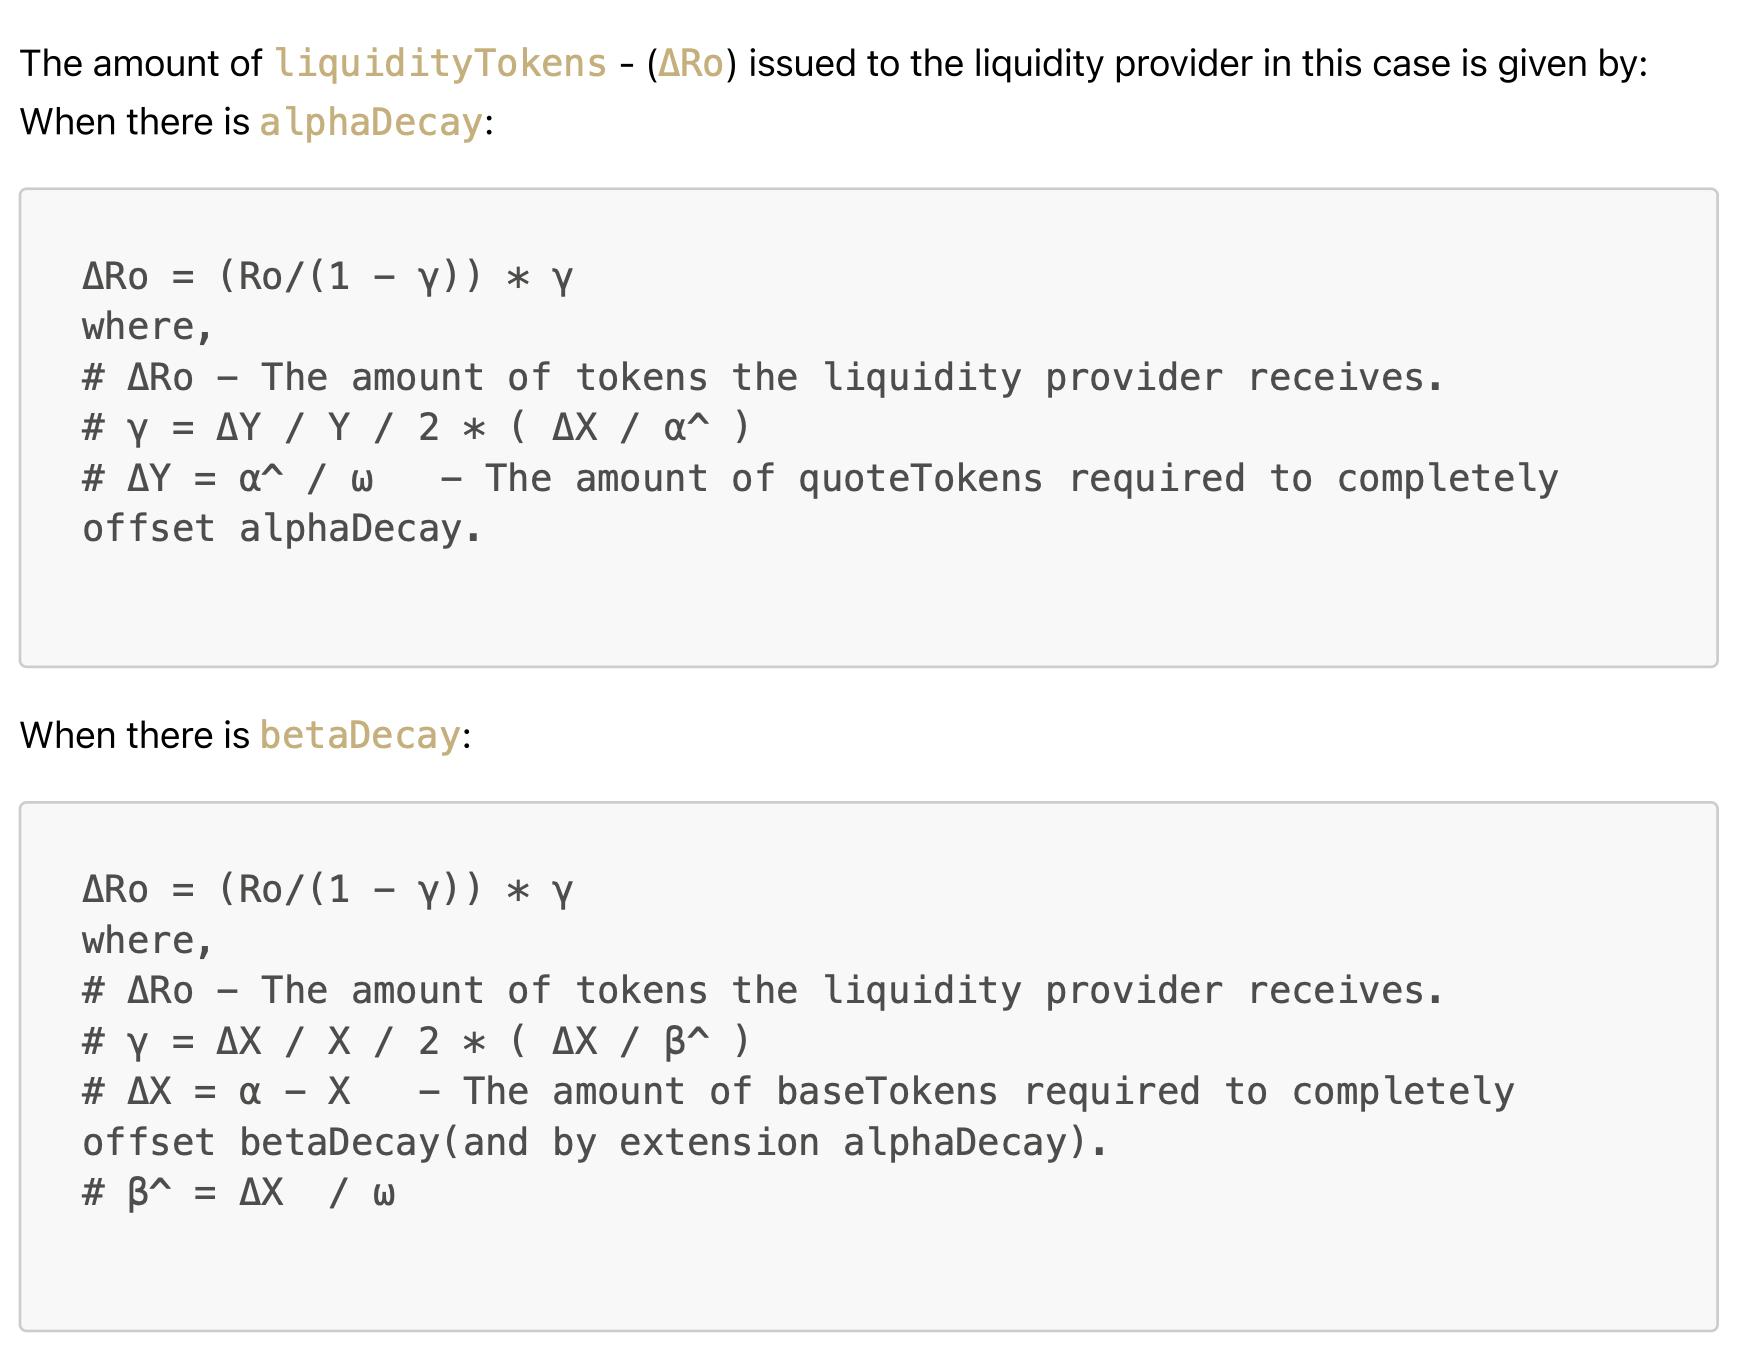 The amount of liquidityTokens - (ΔRo) issued to the liquidity provider in this case is given by:
When there is alphaDecay:
ΔRo = (Ro/(1 - γ)) * γ
where,
# ΔRo - The amount of tokens the liquidity provider receives.
# γ = ΔY / Y / 2 * ( ΔX / α^ )
# ΔY = α^ / ω   - The amount of quoteTokens required to completely
offset alphaDecay.
When there is betaDecay:
ΔRo = (Ro/(1 - γ)) * γ
where,
# ΔRo - The amount of tokens the liquidity provider receives.
# γ = ΔX / X / 2 * ( ΔX / β^ )
# ΔX = α - X   - The amount of baseTokens required to completely
offset betaDecay(and by extension alphaDecay).
# β^ = ΔX  / ω